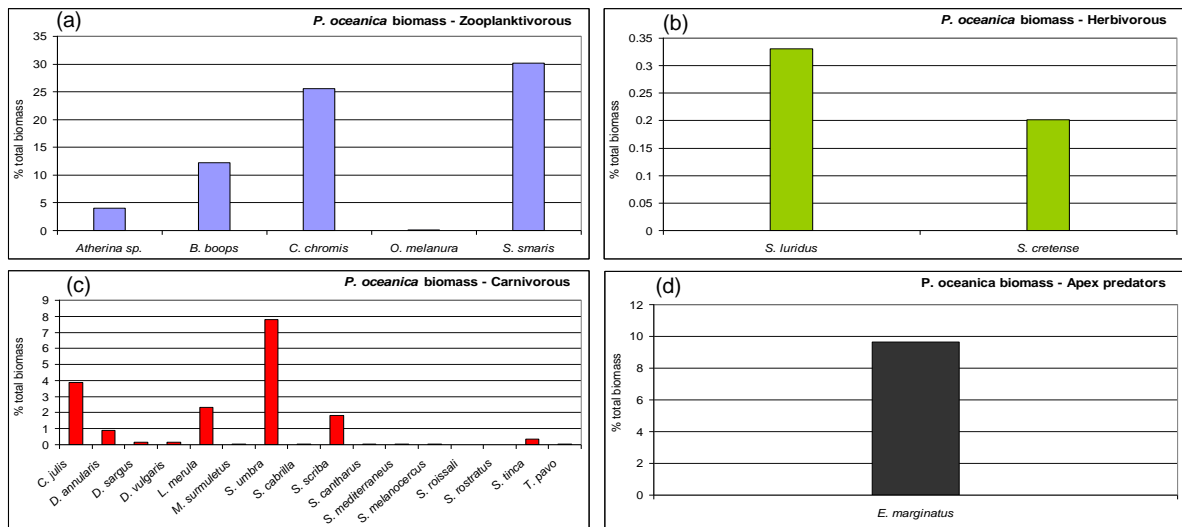 (a)
P. oceanica biomass - Zooplanktivorous
% total biomass
35
30
25
20
15
10
5
0
Atherina sp. B. boops C. chromis O. melanura S. smaris
(b)
P. oceanica biomass - Herbivorous
% total biomass
0.35
0.3
0.25
0.2
0.15
0.1
0.05
0
S. luridus S. cretense
(c)
P. oceanica biomass - Carnivorous
% total biomass
9
8
7
6
5
4
3
2
1
0
C. julis
D. annularis
D. sargus
D. vulgaris
L. merula
M. surmuletus
S. umbra
S. cabrilla
S. scriba
S. cantharus
S. mediterraneus
S. melanocercus
S. roissali
S. rostratus
S. tinca
T. pavo
(d)
P. oceanica biomass - Apex predators
% total biomass
12
10
8
6
4
2
0
E. marginatus